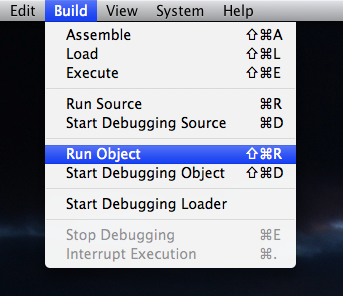 Edit Build View System Help
Assemble ⇧⌘A
Load ⇧⌘L
Execute ⇧⌘E
Run Source ⌘R
Start Debugging Source ⌘D
Run Object ⇧⌘R
Start Debugging Object ⇧⌘D
Start Debugging Loader
Stop Debugging ⌘E
Interrupt Execution ⌘.